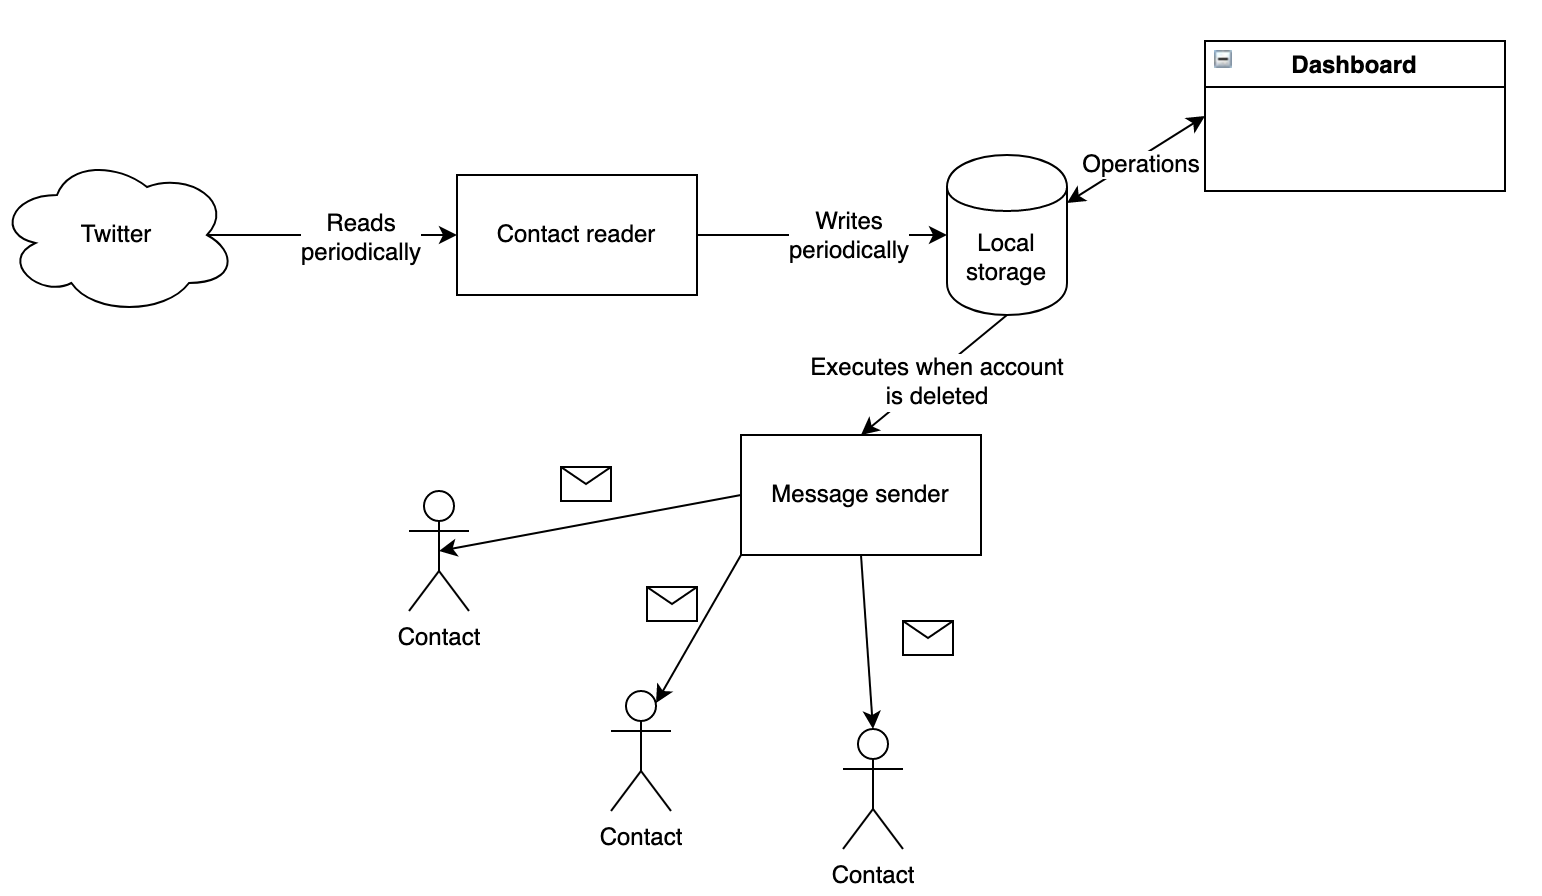 Dashboard
Operations
Twitter
Reads
periodically
Contact reader
Writes
periodically
Local
storage
Executes when account
is deleted
Message sender
Contact
Contact
Contact